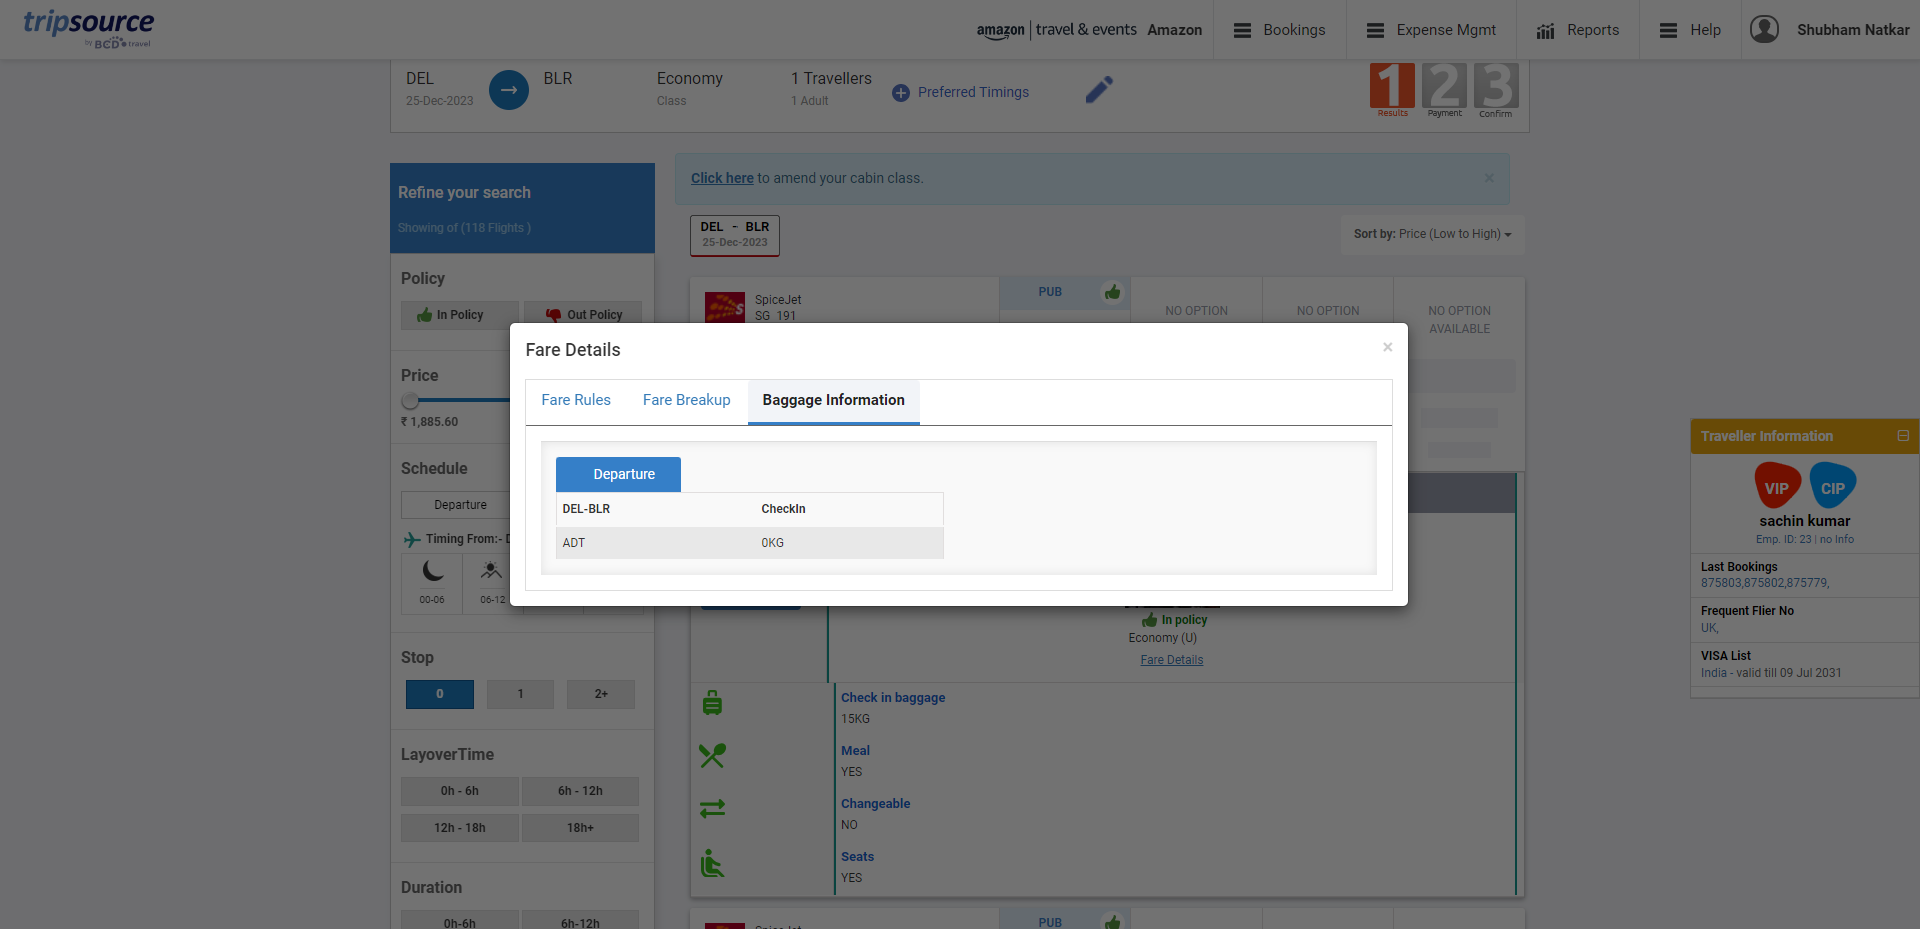 tripsource
by BCD travel
amazon | travel & events Amazon
Bookings
Expense Mgmt
Reports
Help
Shubham Natkar
DEL
25-Dec-2023
BLR
Economy
Class
1 Travellers
1 Adult
Preferred Timings
1 2 3
Results Payment Confirm
Refine your search
Showing of (118 Flights )
Policy
In Policy
Out Policy
Price
₹ 1,885.60
Schedule
Departure
Timing From:- D
00-06
06-12
Stop
0
1
2+
LayoverTime
0h - 6h
6h - 12h
12h - 18h
18h+
Duration
0h-6h
6h-12h
Click here to amend your cabin class.
×
DEL - BLR
25-Dec-2023
Sort by: Price (Low to High)
SpiceJet
SG 191
PUB
NO OPTION
NO OPTION
NO OPTION
AVAILABLE
Fare Details
×
Fare Rules
Fare Breakup
Baggage Information
Departure
DEL-BLR CheckIn
ADT 0KG
In policy
Economy (U)
Fare Details
Check in baggage
15KG
Meal
YES
Changeable
NO
Seats
YES
PUB
Traveller Information
VIP
CIP
sachin kumar
Emp. ID: 23 | no Info
Last Bookings
875803,875802,875779,
Frequent Flier No
UK,
VISA List
India - valid till 09 Jul 2031